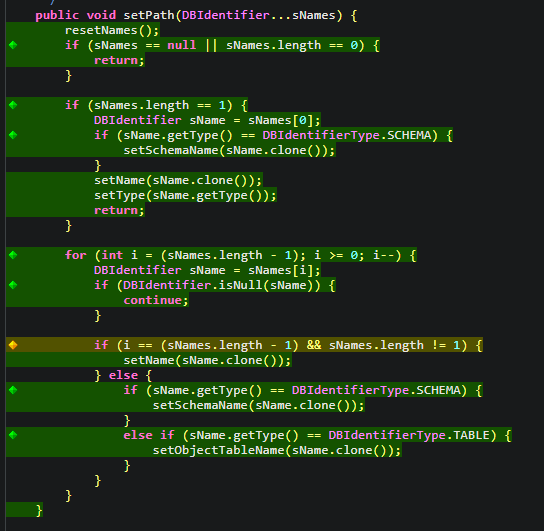 */
public void setPath(DBIdentifier...sNames) {
resetNames();
if (sNames == null || sNames.length == 0) {
return;
}
if (sNames.length == 1) {
DBIdentifier sName = sNames[0];
if (sName.getType() == DBIdentifierType.SCHEMA) {
setSchemaName(sName.clone());
}
setName(sName.clone());
setType(sName.getType());
return;
}
for (int i = (sNames.length - 1); i >= 0; i--) {
DBIdentifier sName = sNames[i];
if (DBIdentifier.isNull(sName)) {
continue;
}
if (i == (sNames.length - 1) && sNames.length != 1) {
setName(sName.clone());
} else {
if (sName.getType() == DBIdentifierType.SCHEMA) {
setSchemaName(sName.clone());
}
else if (sName.getType() == DBIdentifierType.TABLE) {
setObjectTableName(sName.clone());
}
}
}
}